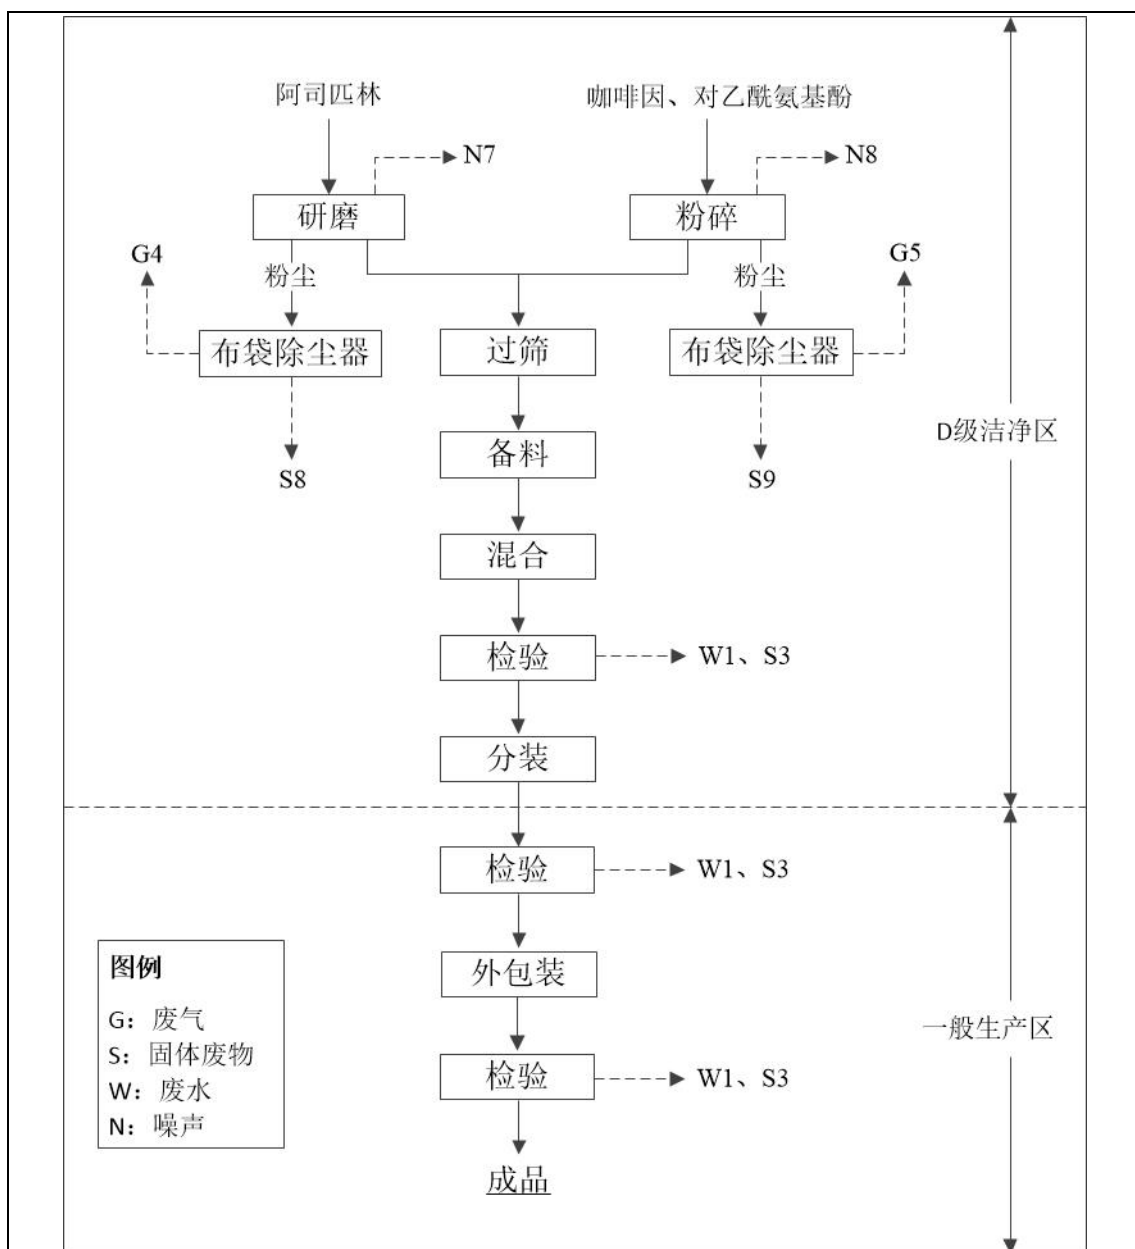 阿司匹林
咖啡因、对乙酰氨基酚
N7
N8
研磨
粉碎
G4
粉尘
粉尘
G5
布袋除尘器
过筛
布袋除尘器
备料
D级洁净区
S8
S9
混合
检验
W1、S3
分装
检验
W1、S3
外包装
图例
G：废气
S：固体废物
W：废水
N：噪声
一般生产区
检验
W1、S3
成品